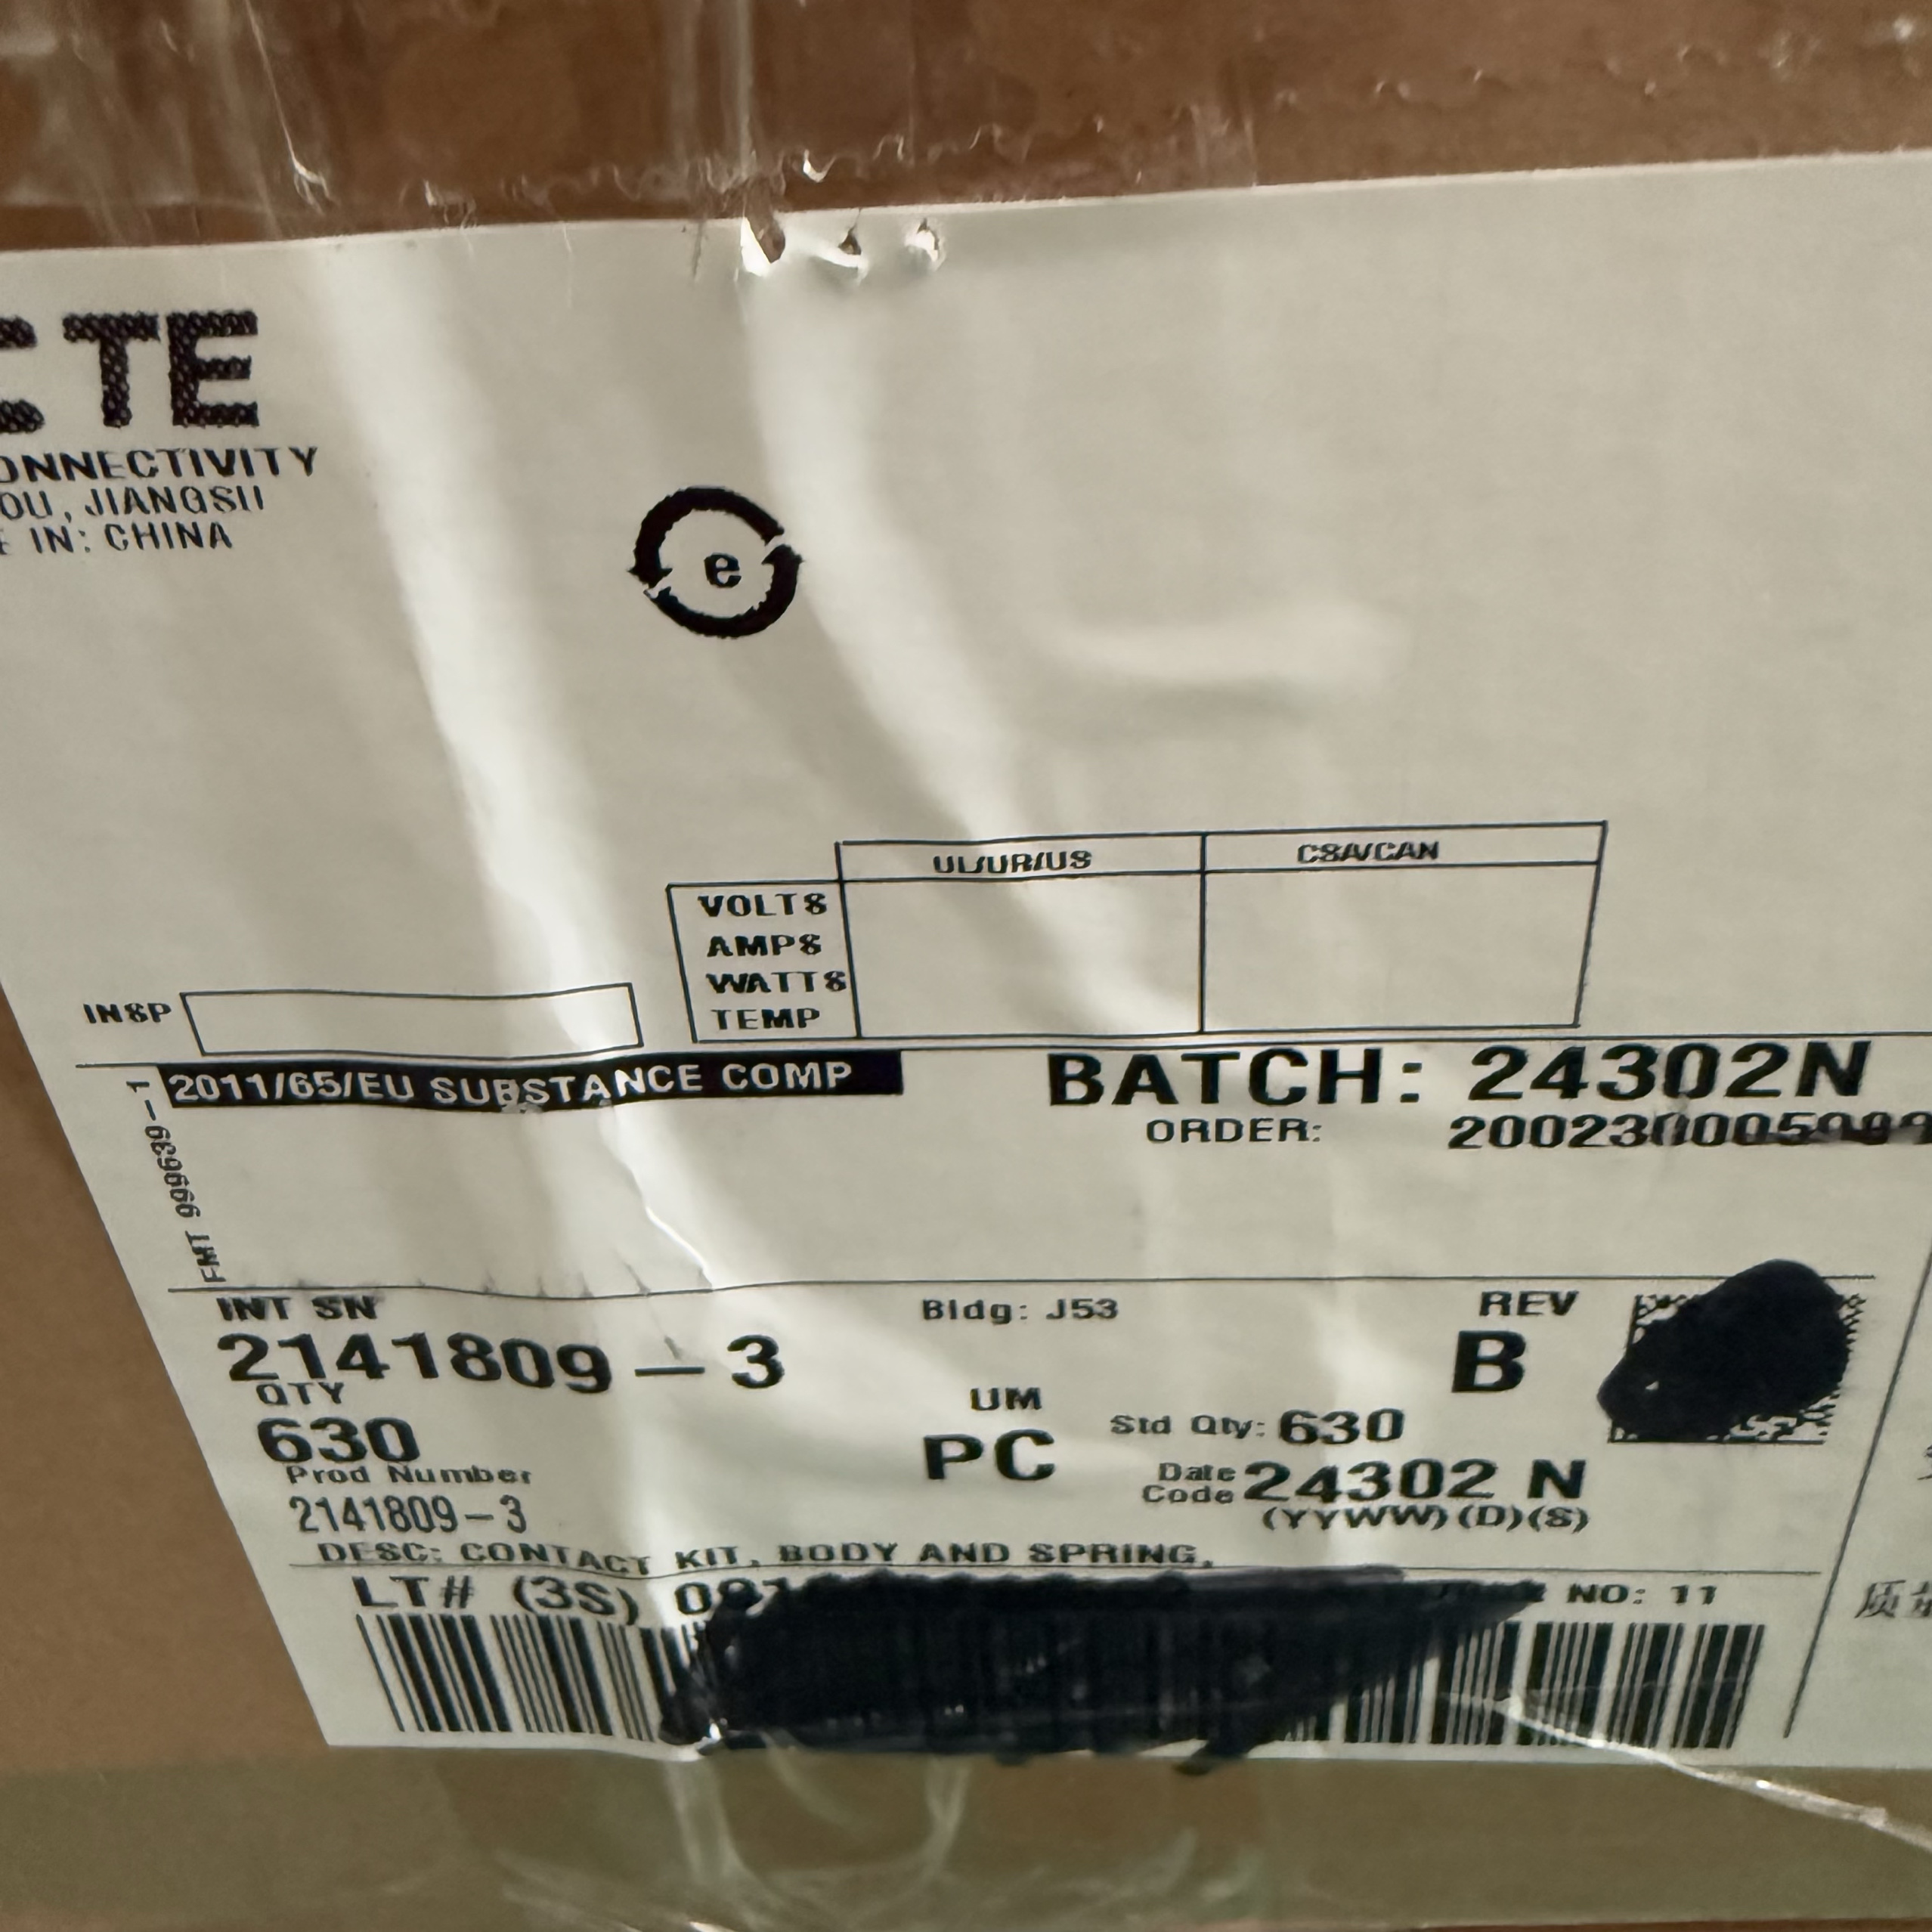 TE
ONNECTIVITY
OU, JIANGSU
IN: CHINA
e
UL/UR/US CSA/CAN
VOLTS
AMPS
WATTS
TEMP
INSP
2011/65/EU SUBSTANCE COMP
BATCH: 24302N
ORDER:
FMT 999639-1
INT SN
Bldg: J53
REV
2141809-3
B
QTY
UM
630
PC
Std Qty: 630
Prod Number
Date Code 24302 N
2141809-3
(YYWW)(D)(S)
DESC: CONTACT KIT, BODY AND SPRING,
LT# (3S)
NO: 11